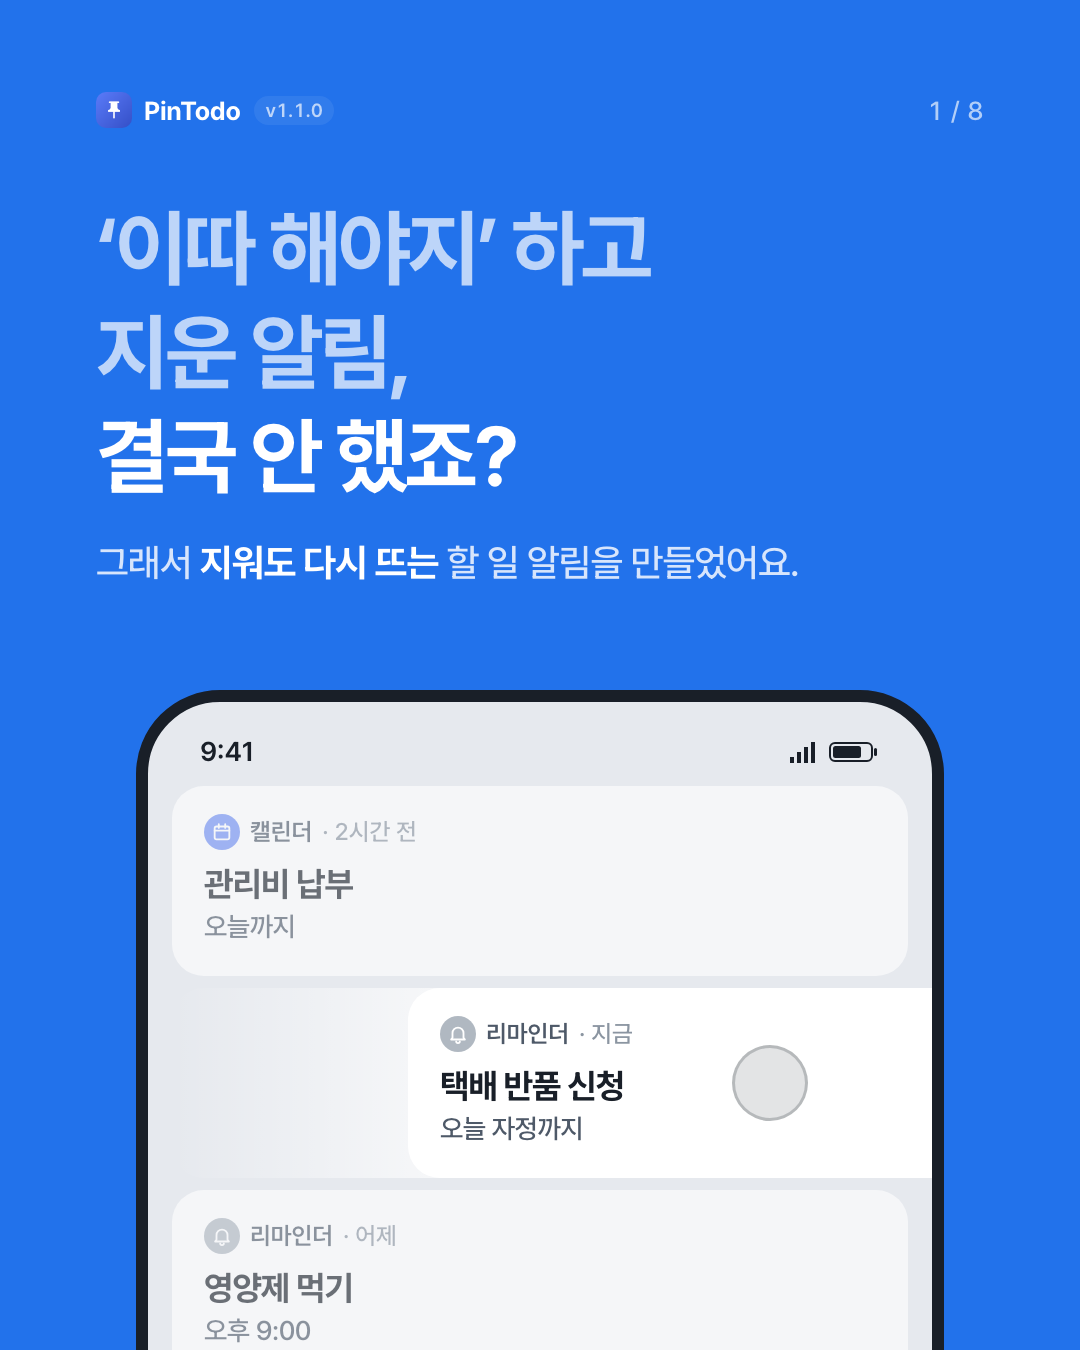 PinTodo v1.1.0 1 / 8
‘이따 해야지’ 하고
지운 알림,
결국 안 했죠?
그래서 지워도 다시 뜨는 할 일 알림을 만들었어요.
9:41
캘린더 · 2시간 전
관리비 납부
오늘까지
리마인더 · 지금
택배 반품 신청
오늘 자정까지
리마인더 · 어제
영양제 먹기
오후 9:00